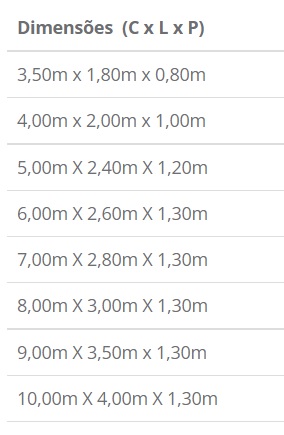 Dimensões  (C x L x P)
3,50m x 1,80m x 0,80m
4,00m x 2,00m x 1,00m
5,00m X 2,40m X 1,20m
6,00m X 2,60m X 1,30m
7,00m X 2,80m X 1,30m
8,00m X 3,00m X 1,30m
9,00m X 3,50m x 1,30m
10,00m X 4,00m X 1,30m